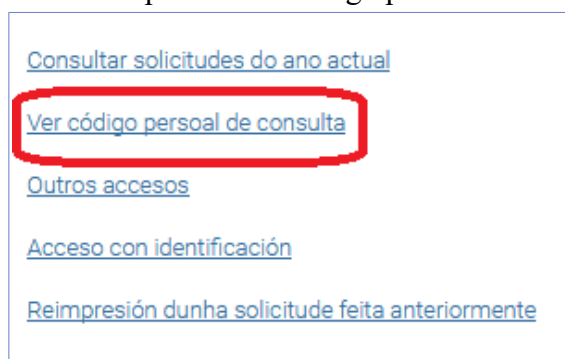 Consultar solicitudes do ano actual
Ver código persoal de consulta
Outros accesos
Acceso con identificación
Reimpresión dunha solicitude feita anteriormente